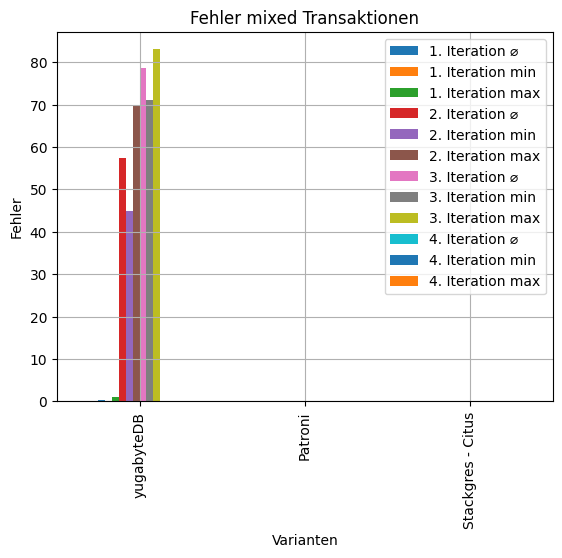 Fehler mixed Transaktionen
Fehler
80
70
60
50
40
30
20
10
0
1. Iteration ⌀
1. Iteration min
1. Iteration max
2. Iteration ⌀
2. Iteration min
2. Iteration max
3. Iteration ⌀
3. Iteration min
3. Iteration max
4. Iteration ⌀
4. Iteration min
4. Iteration max
yugabyteDB
Patroni
Stackgres - Citus
Varianten